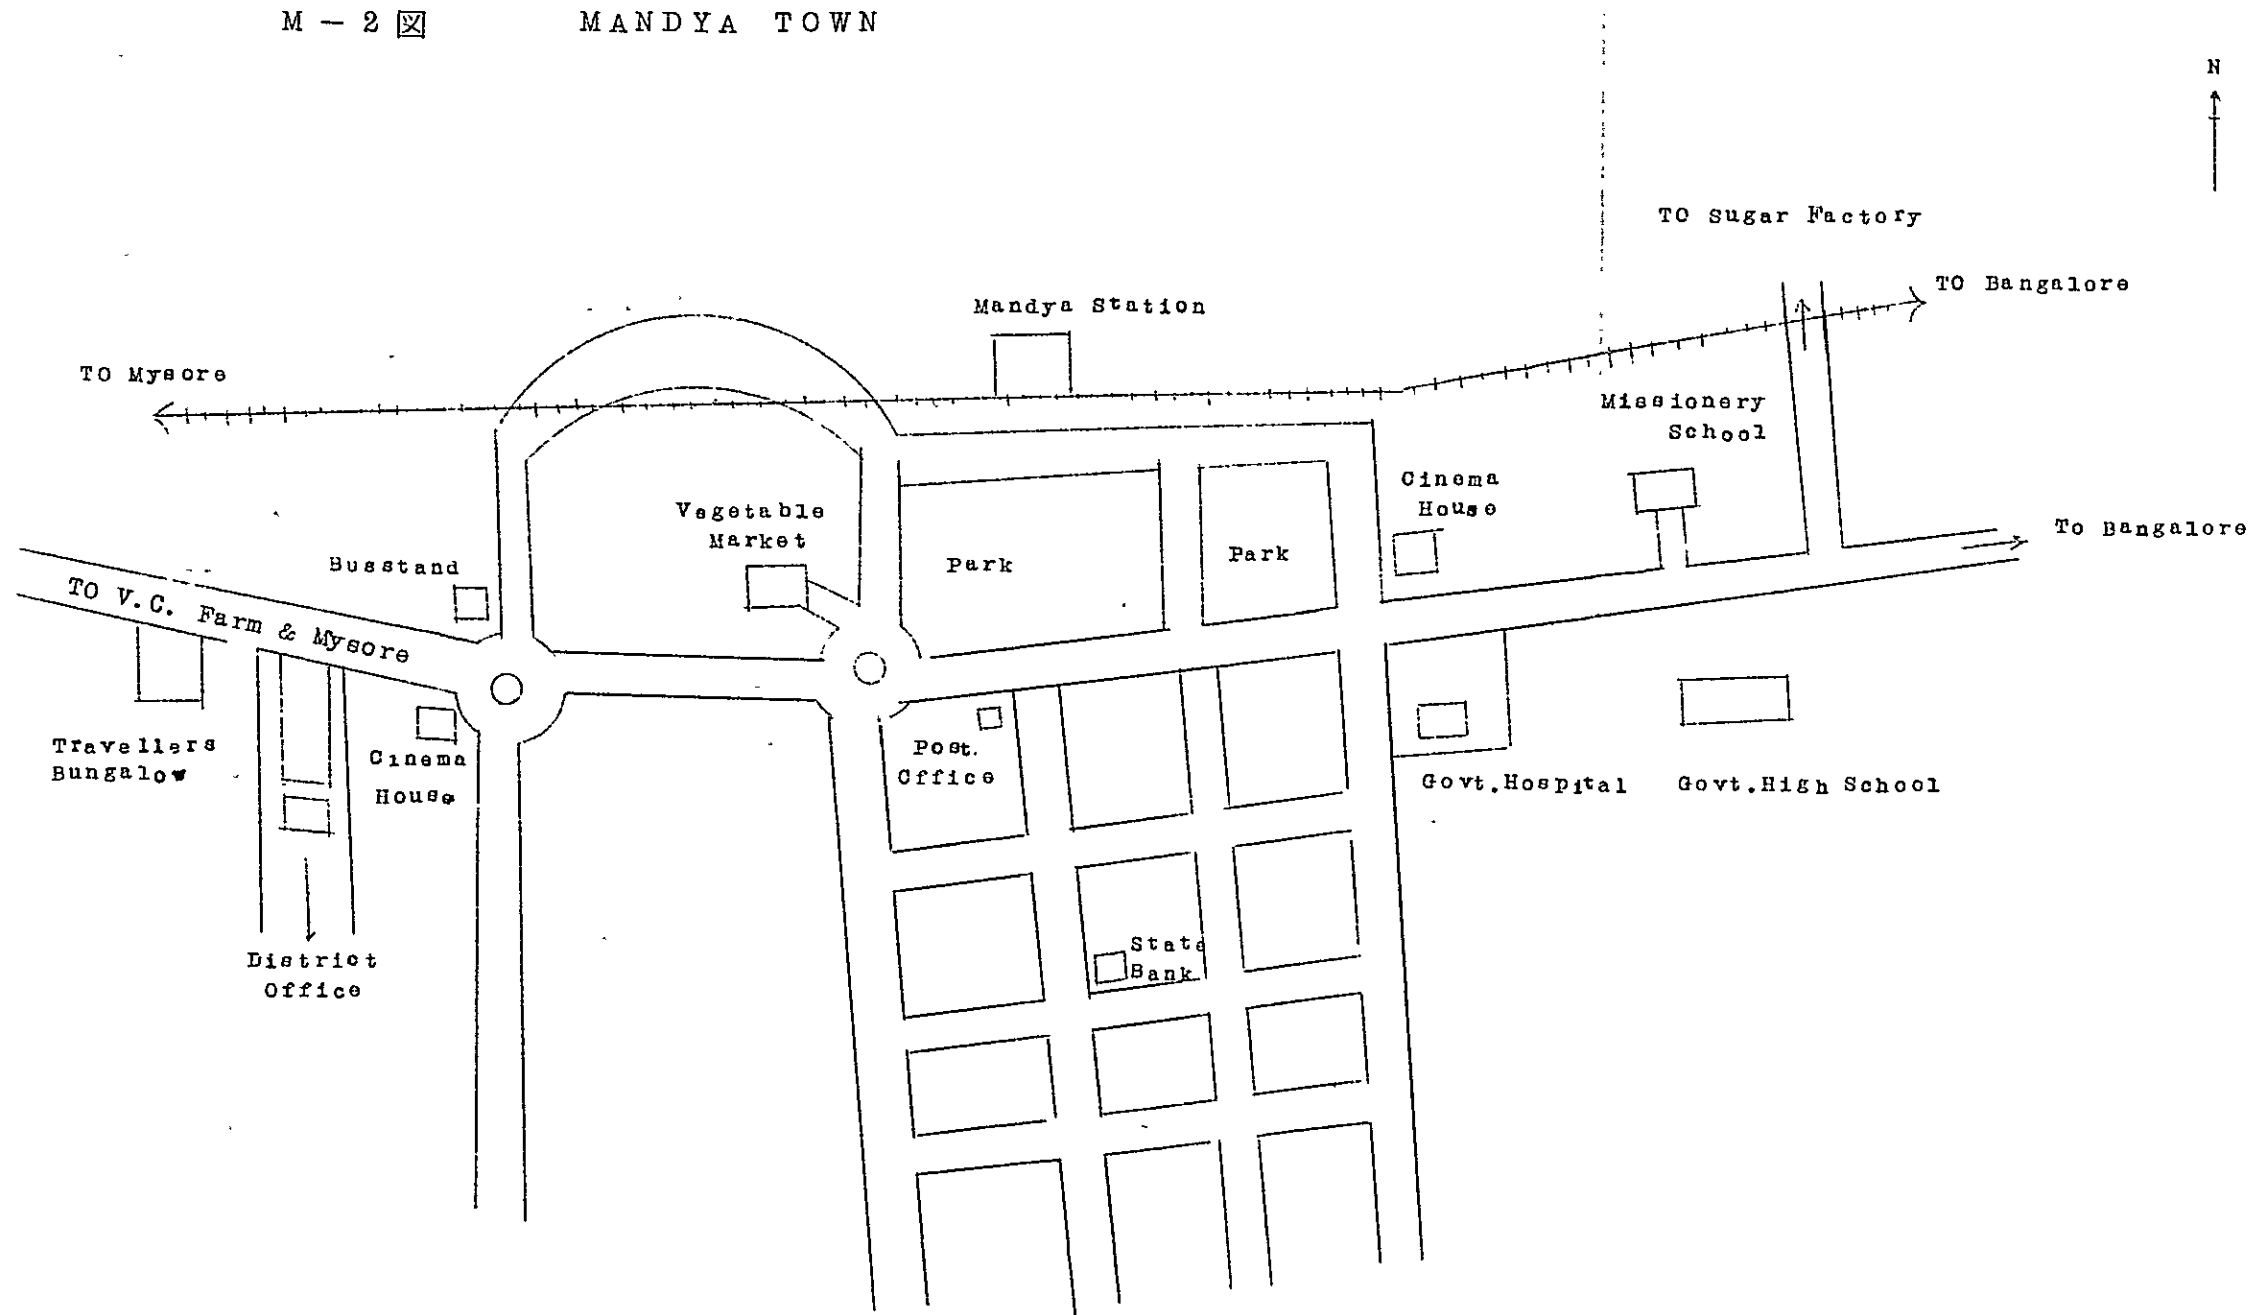 M － 2 図 MANDYA TOWN
N
TO Sugar Factory
TO Bangalore
Mandya Station
TO Mysore
Missionery
School
Cinema
House
Vegetable
Market
To Bangalore
Park
Park
Busstand
TO V.C. Farm & Mysore
Travellers
Bungalow
Cinema
House
Post.
Office
Govt.Hospital
Govt.High School
State
Bank
District
Office